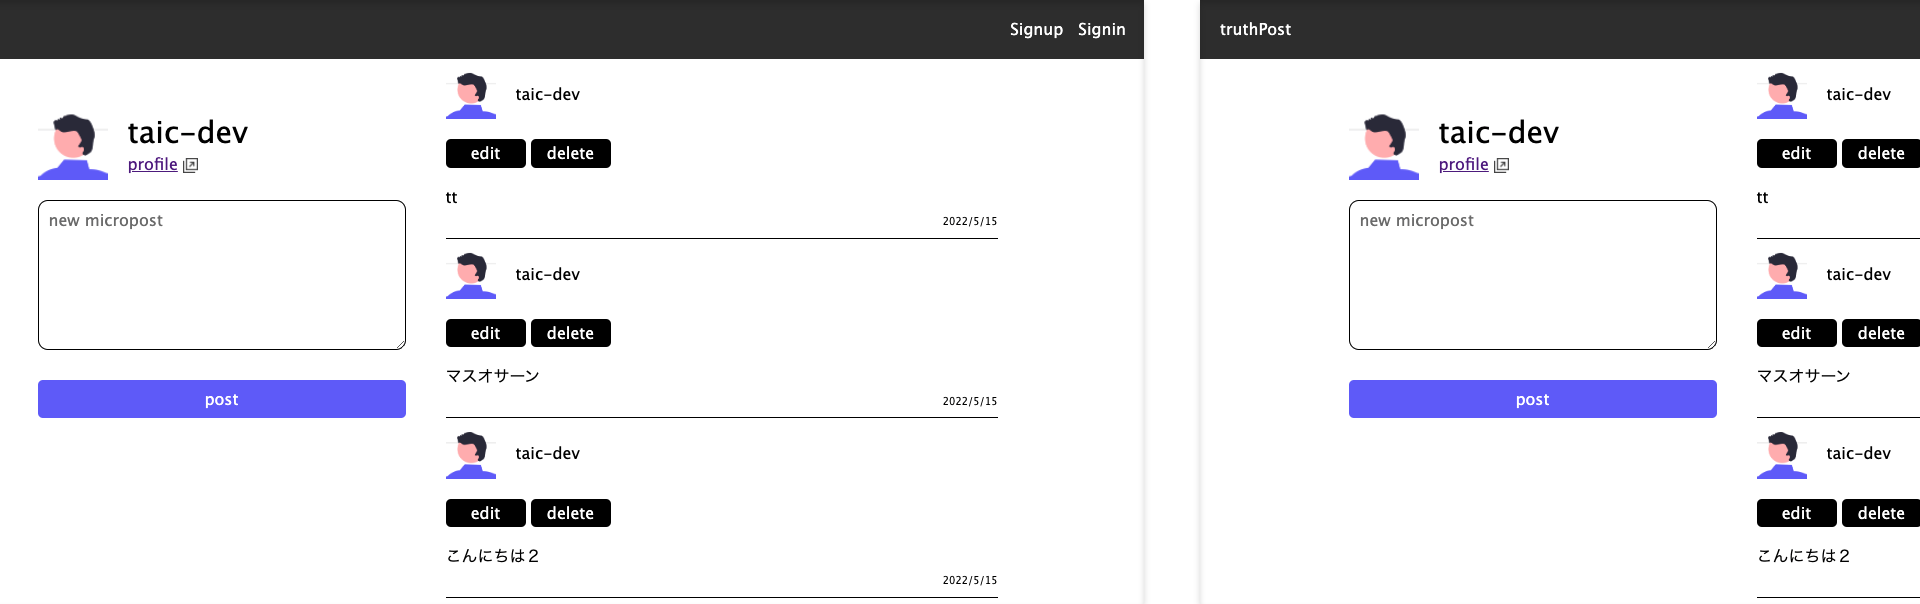 Signup Signin
taic-dev
profile
new micropost
post
taic-dev
edit delete
tt
2022/5/15
taic-dev
edit delete
マスオサーン
2022/5/15
taic-dev
edit delete
こんにちは２
2022/5/15
truthPost
taic-dev
profile
new micropost
post
taic-dev
edit delete
tt
taic-dev
edit delete
マスオサーン
taic-dev
edit delete
こんにちは２